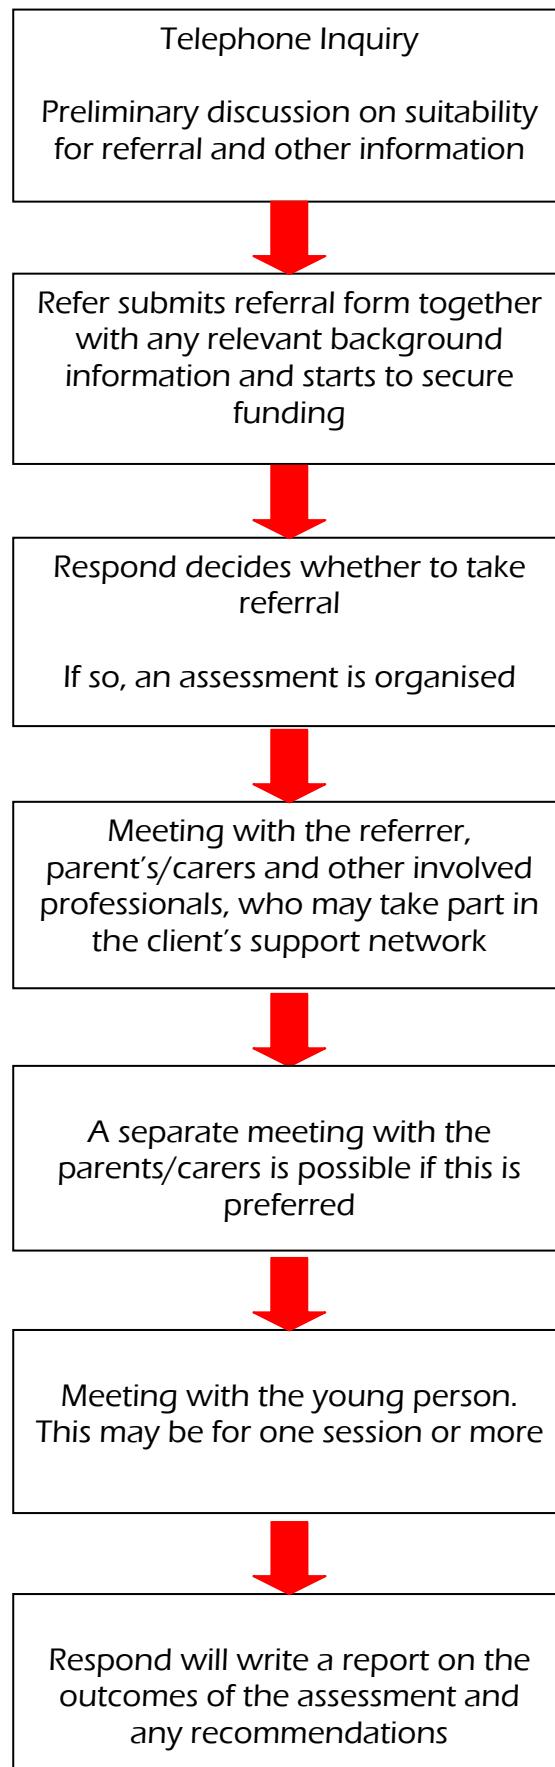 Telephone Inquiry
Preliminary discussion on suitability
for referral and other information
Refer submits referral form together
with any relevant background
information and starts to secure
funding
Respond decides whether to take
referral
If so, an assessment is organised
Meeting with the referrer,
parent's/carers and other involved
professionals, who may take part in
the client's support network
A separate meeting with the
parents/carers is possible if this is
preferred
Meeting with the young person.
This may be for one session or more
Respond will write a report on the
outcomes of the assessment and
any recommendations